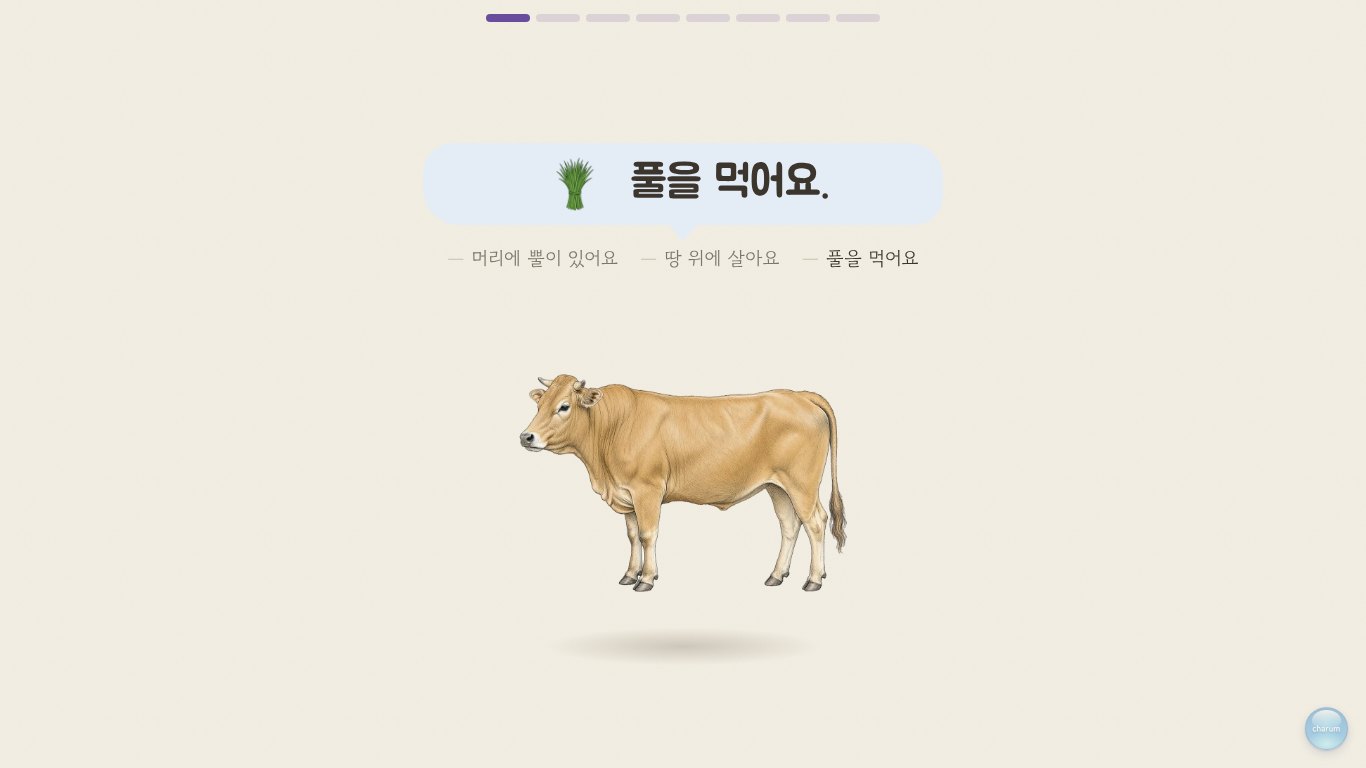 풀을 먹어요.
— 머리에 뿔이 있어요 — 땅 위에 살아요 — 풀을 먹어요
charum